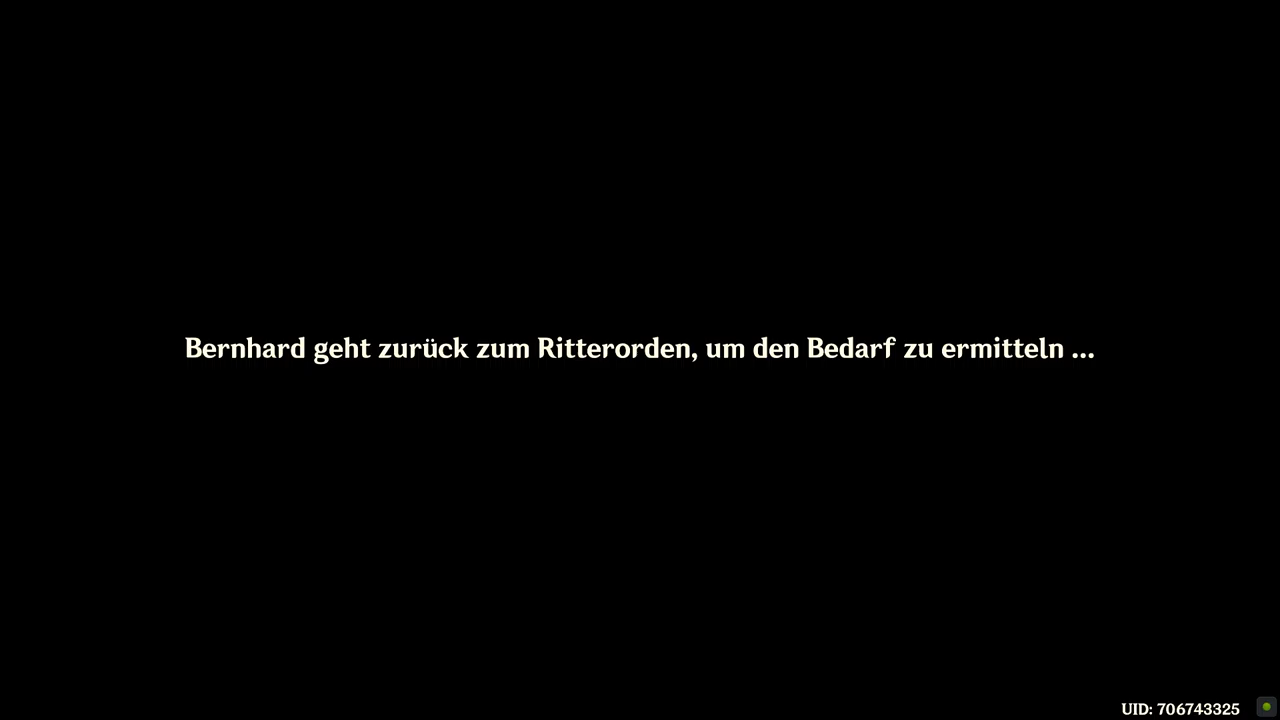 Bernhard geht zurück zum Ritterorden, um den Bedarf zu ermitteln ...
UID: 706743325